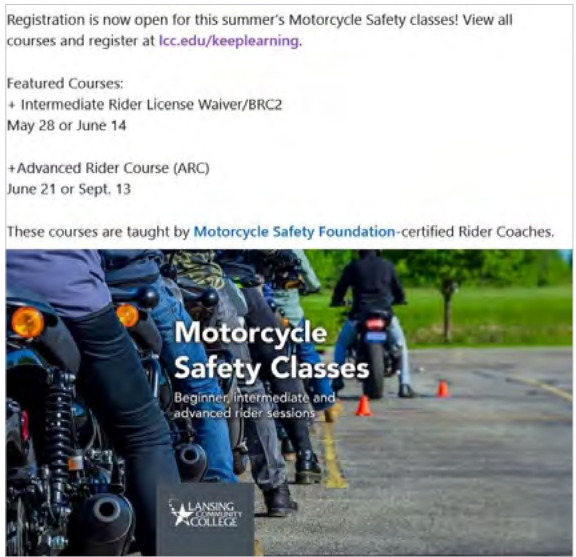 Registration is now open for this summer's Motorcycle Safety classes! View all
courses and register at lcc.edu/keeplearning.
Featured Courses:
+ Intermediate Rider License Waiver/BRC2
May 28 or June 14
+Advanced Rider Course (ARC)
June 21 or Sept. 13
These courses are taught by Motorcycle Safety Foundation-certified Rider Coaches.
Motorcycle
Safety Classes
Beginner, intermediate and
advanced rider sessions
LANSING
COMMUNITY
COLLEGE